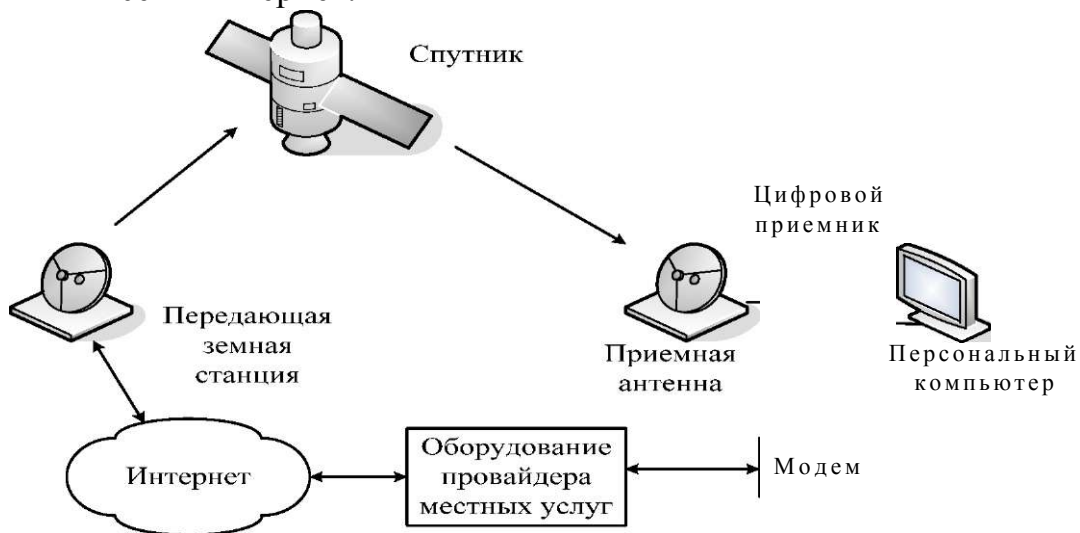 Спутник
Цифровой
приемник
Передающая
земная
станция
Приемная
антенна
Персональный
компьютер
Интернет
Оборудование
провайдера
местных услуг
Модем